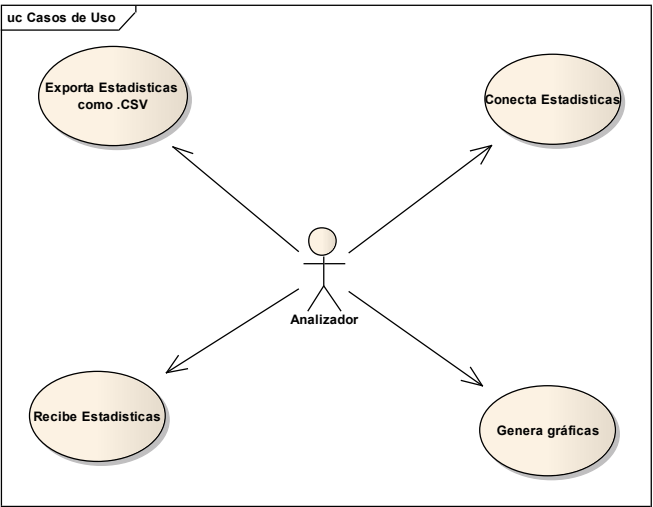 uc Casos de Uso
Exporta Estadisticas
como .CSV
Conecta Estadisticas
Analizador
Recibe Estadisticas
Genera gráficas